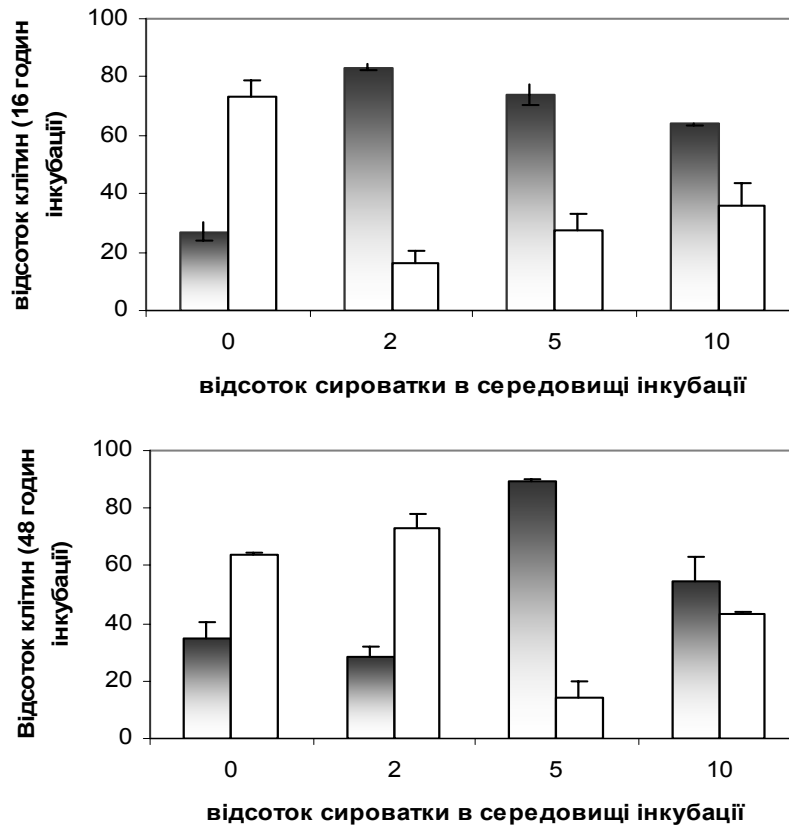 відсоток клітин (16 годин
інкубації)
100
80
60
40
20
0
0 2 5 10
відсоток сироватки в середовищі інкубації
Відсоток клітин (48 годин
інкубації)
100
80
60
40
20
0
0 2 5 10
відсоток сироватки в середовищі інкубації